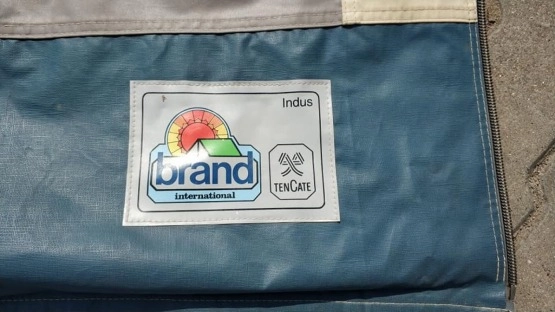 Indus
brand
international
TENCATE